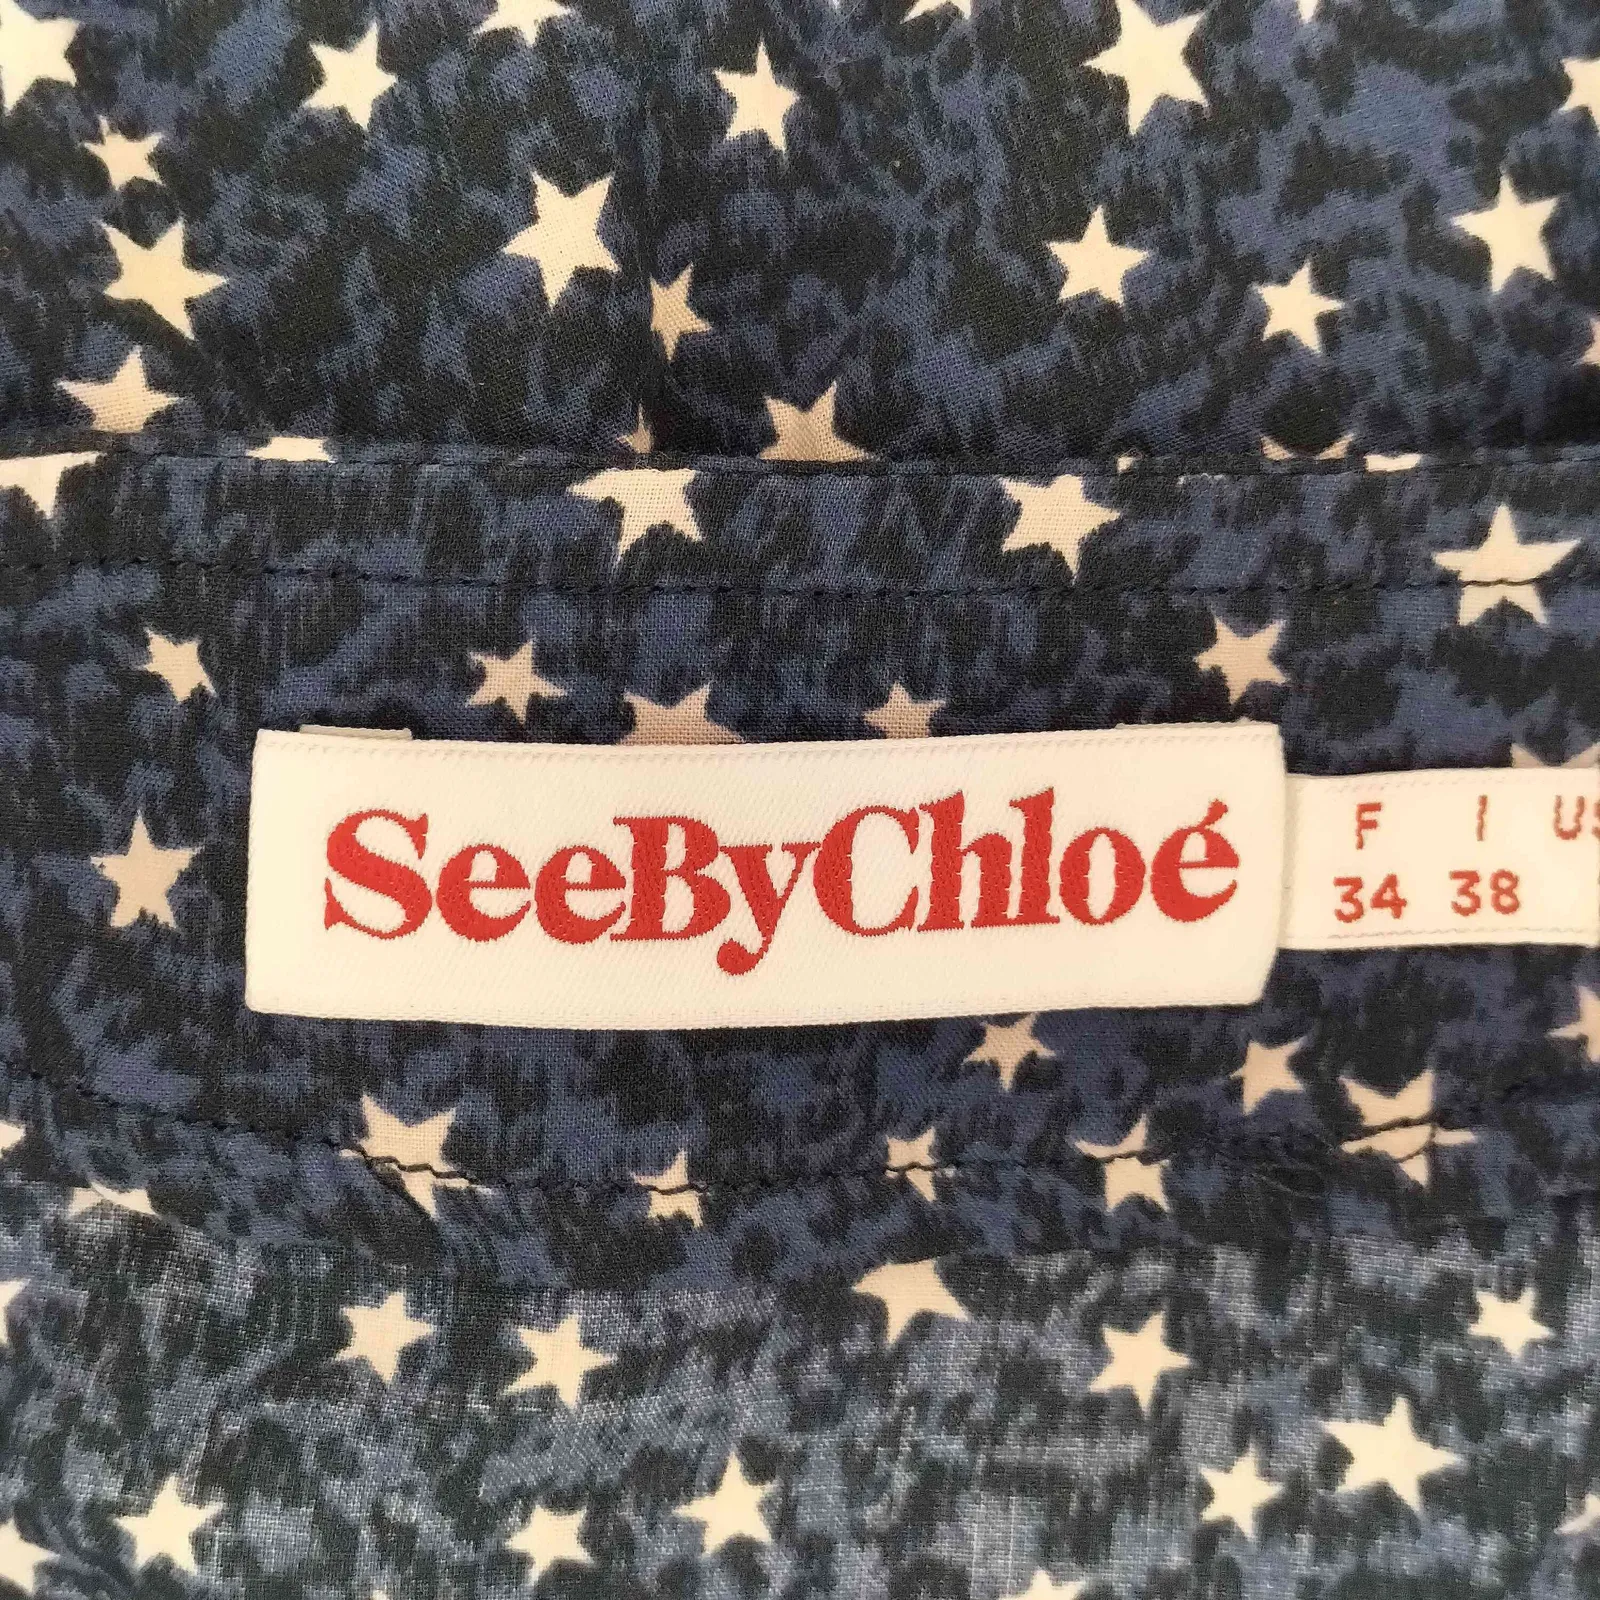 SeeByChloé
F I US
34 38